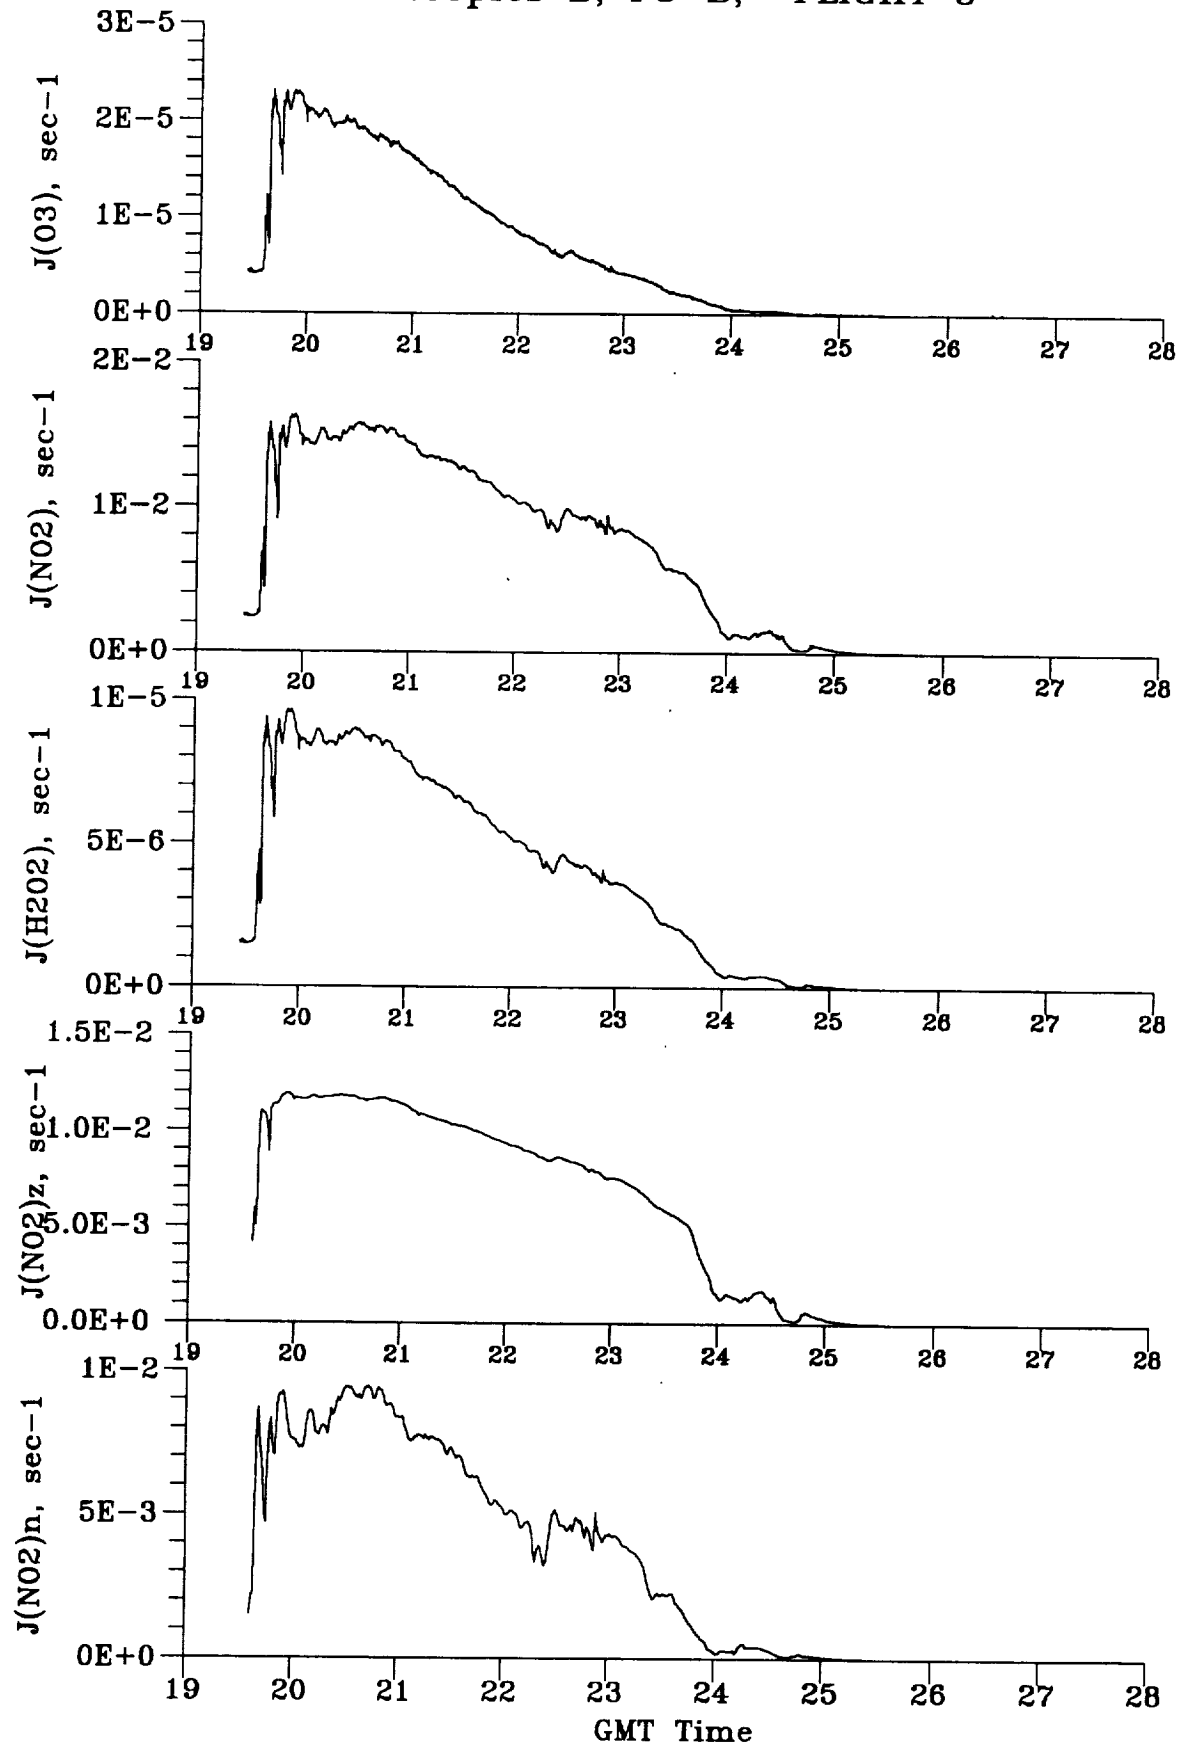 3E-5
2E-5
1E-5
0E+0
J(O3), sec-1
19 20 21 22 23 24 25 26 27 28
2E-2
1E-2
0E+0
J(NO2), sec-1
19 20 21 22 23 24 25 26 27 28
1E-5
5E-6
0E+0
J(H2O2), sec-1
19 20 21 22 23 24 25 26 27 28
1.5E-2
1.0E-2
5.0E-3
0.0E+0
J(NO2)z, sec-1
19 20 21 22 23 24 25 26 27 28
1E-2
5E-3
0E+0
J(NO2)n, sec-1
19 20 21 22 23 24 25 26 27 28
GMT Time